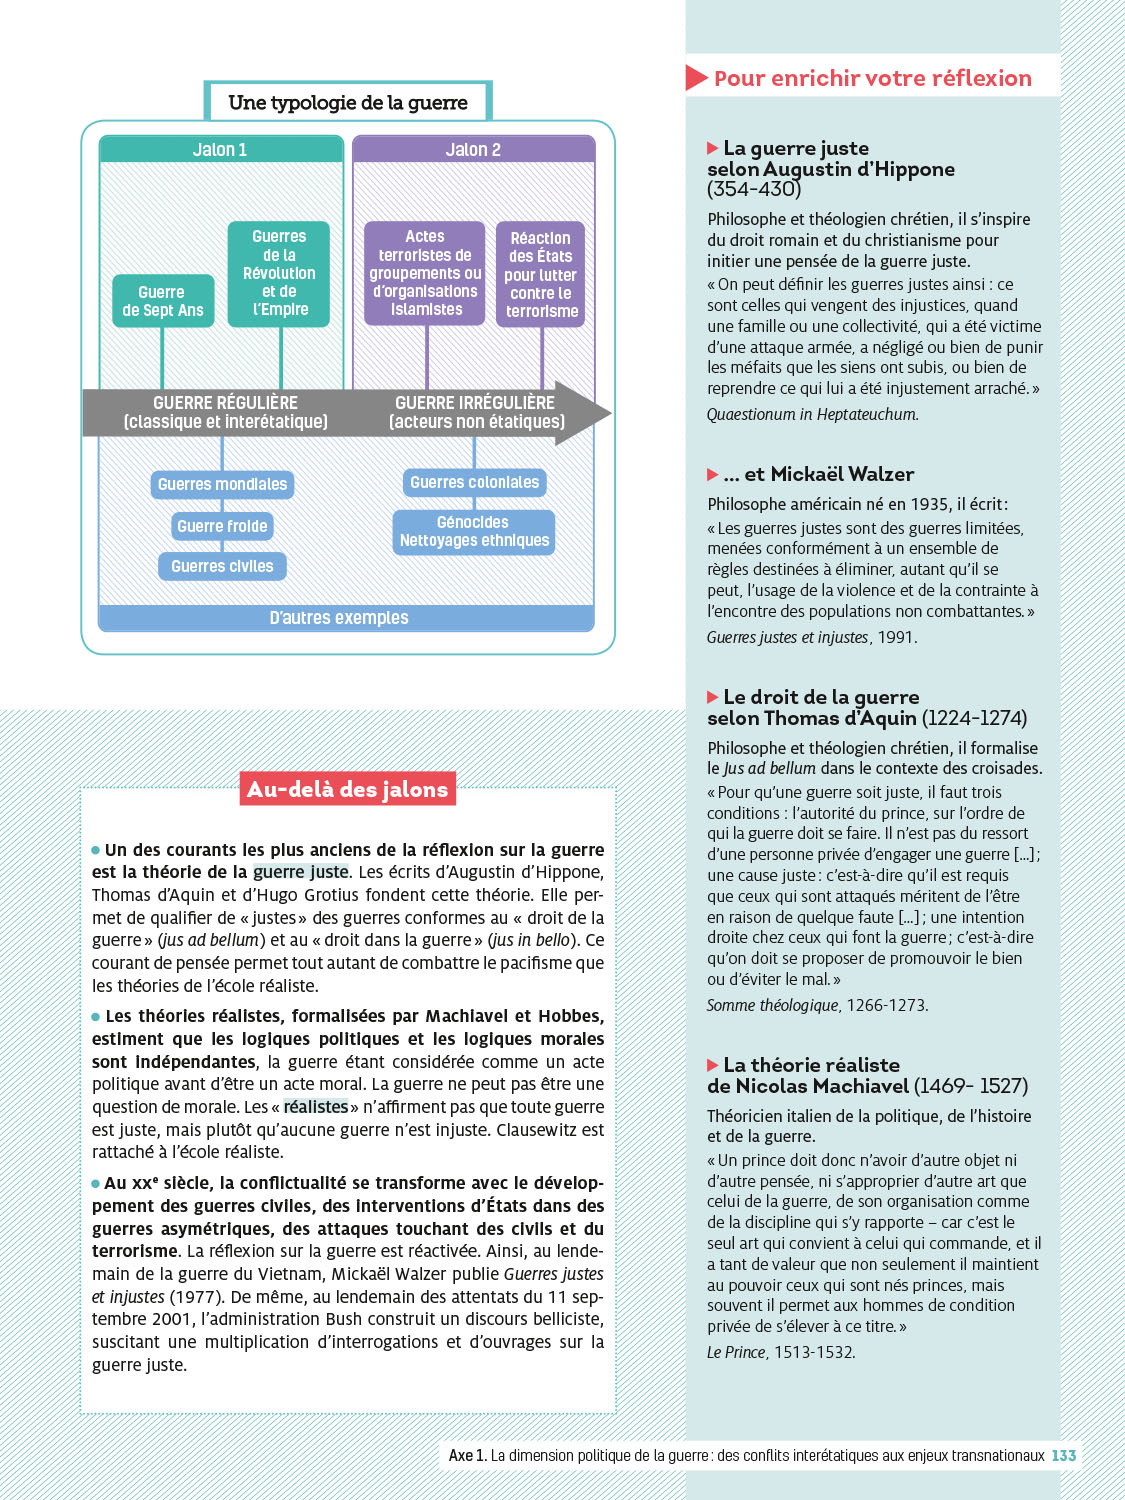 Une typologie de la guerre
Jalon 1
Jalon 2
Guerre
de Sept Ans
Guerres
de la
Révolution
et de
l’Empire
Actes
terroristes de
groupements ou
d’organisations
islamistes
Réaction
des États
pour lutter
contre le
terrorisme
GUERRE RÉGULIÈRE
(classique et interétatique)
GUERRE IRRÉGULIÈRE
(acteurs non étatiques)
Guerres mondiales
Guerre froide
Guerres civiles
Guerres coloniales
Génocides
Nettoyages ethniques
D’autres exemples
Au-delà des jalons
• Un des courants les plus anciens de la réflexion sur la guerre
est la théorie de la guerre juste. Les écrits d’Augustin d’Hippone,
Thomas d’Aquin et d’Hugo Grotius fondent cette théorie. Elle per-
met de qualifier de « justes » des guerres conformes au « droit de la
guerre » (jus ad bellum) et au « droit dans la guerre » (jus in bello). Ce
courant de pensée permet tout autant de combattre le pacifisme que
les théories de l’école réaliste.
• Les théories réalistes, formalisées par Machiavel et Hobbes,
estiment que les logiques politiques et les logiques morales
sont indépendantes, la guerre étant considérée comme un acte
politique avant d’être un acte moral. La guerre ne peut pas être une
question de morale. Les « réalistes » n’affirment pas que toute guerre
est juste, mais plutôt qu’aucune guerre n’est injuste. Clausewitz est
rattaché à l’école réaliste.
• Au XXe siècle, la conflictualité se transforme avec le dévelop-
pement des guerres civiles, des interventions d’États dans des
guerres asymétriques, des attaques touchant des civils et du
terrorisme. La réflexion sur la guerre est réactivée. Ainsi, au lende-
main de la guerre du Vietnam, Mickaël Walzer publie Guerres justes
et injustes (1977). De même, au lendemain des attentats du 11 sep-
tembre 2001, l’administration Bush construit un discours belliciste,
suscitant une multiplication d’interrogations et d’ouvrages sur la
guerre juste.
Pour enrichir votre réflexion
La guerre juste
selon Augustin d’Hippone
(354-430)
Philosophe et théologien chrétien, il s’inspire
du droit romain et du christianisme pour
initier une pensée de la guerre juste.
« On peut définir les guerres justes ainsi : ce
sont celles qui vengent des injustices, quand
une famille ou une collectivité, qui a été victime
d’une attaque armée, a négligé ou bien de punir
les méfaits que les siens ont subis, ou bien de
reprendre ce qui lui a été injustement arraché. »
Quaestionum in Heptateuchum.
... et Mickaël Walzer
Philosophe américain né en 1935, il écrit :
« Les guerres justes sont des guerres limitées,
menées conformément à un ensemble de
règles destinées à éliminer, autant qu’il se
peut, l’usage de la violence et de la contrainte à
l’encontre des populations non combattantes. »
Guerres justes et injustes, 1991.
Le droit de la guerre
selon Thomas d’Aquin (1224-1274)
Philosophe et théologien chrétien, il formalise
le Jus ad bellum dans le contexte des croisades.
« Pour qu’une guerre soit juste, il faut trois
conditions : l’autorité du prince, sur l’ordre de
qui la guerre doit se faire. Il n’est pas du ressort
d’une personne privée d’engager une guerre [...] ;
une cause juste : c’est-à-dire qu’il est requis
que ceux qui sont attaqués méritent de l’être
en raison de quelque faute [...] ; une intention
droite chez ceux qui font la guerre ; c’est-à-dire
qu’on doit se proposer de promouvoir le bien
ou d’éviter le mal. »
Somme théologique, 1266-1273.
La théorie réaliste
de Nicolas Machiavel (1469- 1527)
Théoricien italien de la politique, de l’histoire
et de la guerre.
« Un prince doit donc n’avoir d’autre objet ni
d’autre pensée, ni s’approprier d’autre art que
celui de la guerre, de son organisation comme
de la discipline qui s’y rapporte – car c’est le
seul art qui convient à celui qui commande, et il
a tant de valeur que non seulement il maintient
au pouvoir ceux qui sont nés princes, mais
souvent il permet aux hommes de condition
privée de s’élever à ce titre. »
Le Prince, 1513-1532.
Axe 1. La dimension politique de la guerre : des conflits interétatiques aux enjeux transnationaux 133